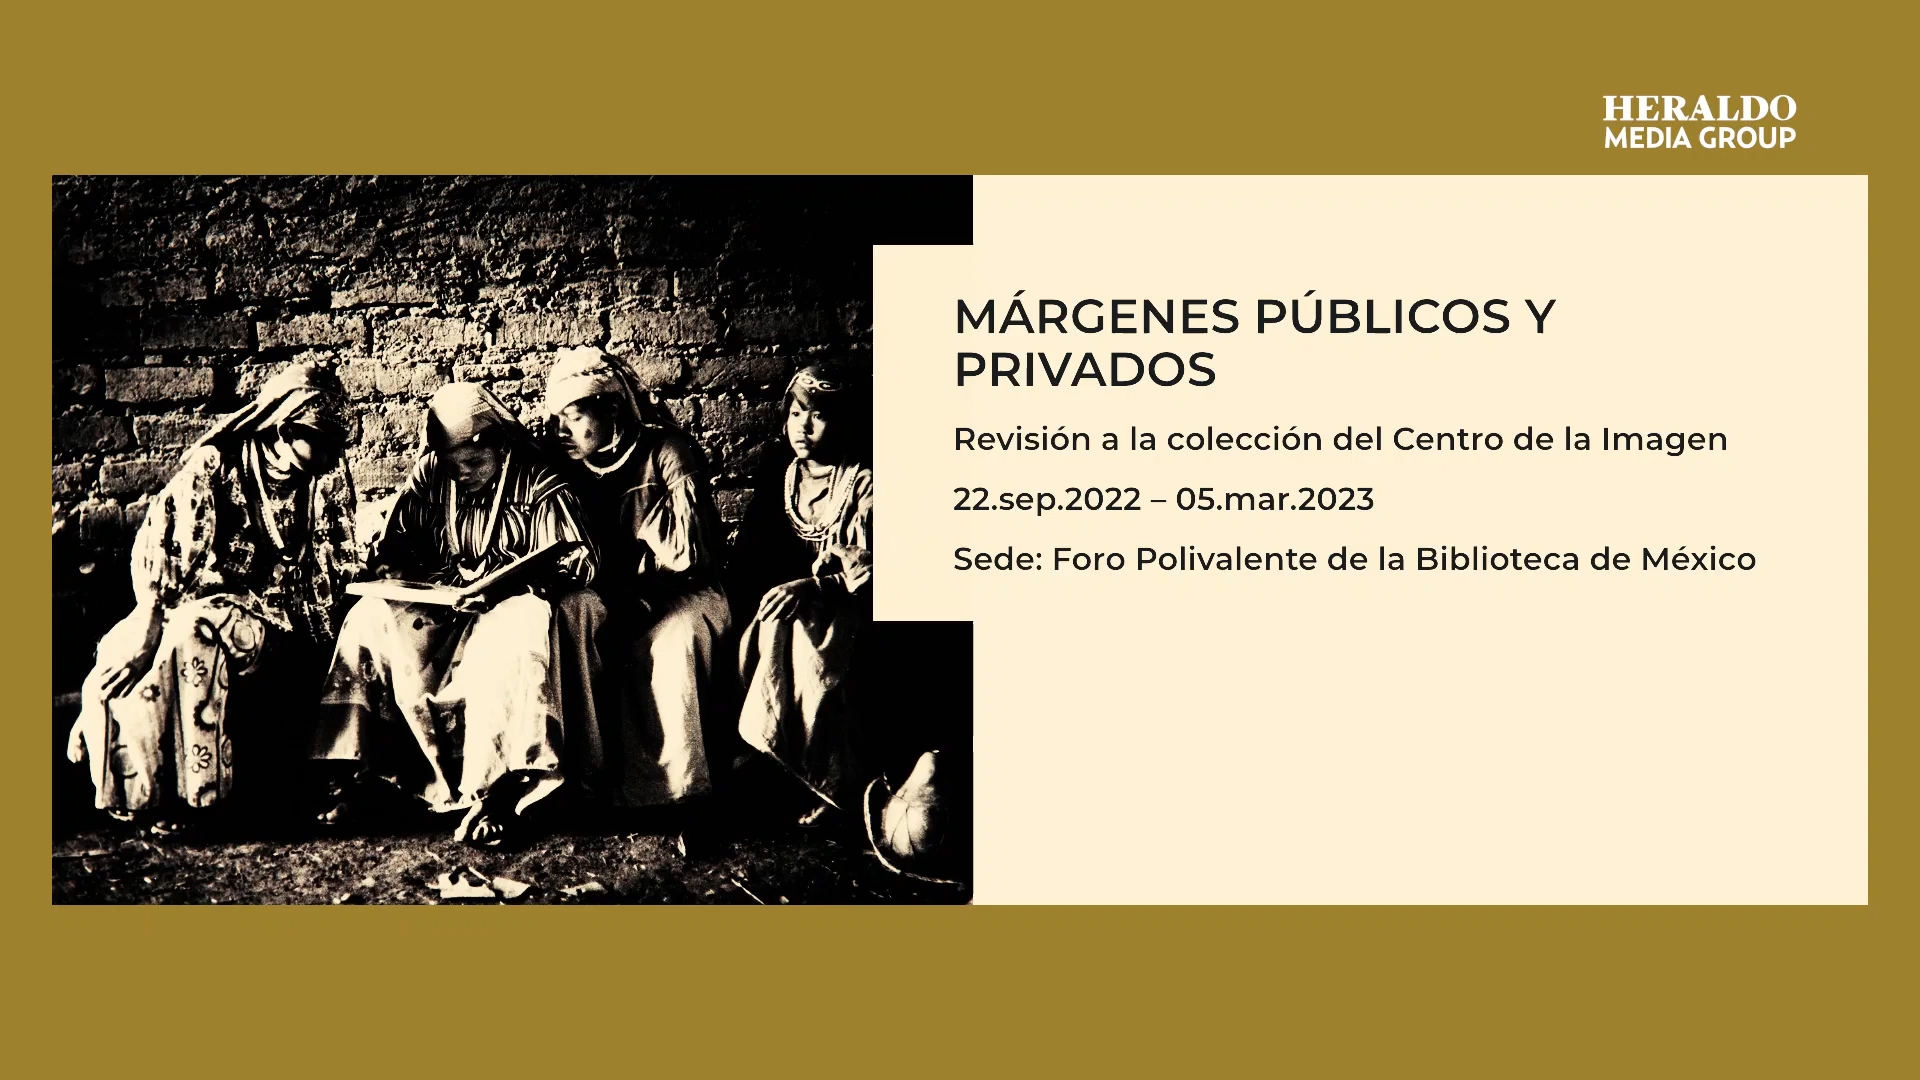 HERALDO
MEDIA GROUP
MÁRGENES PÚBLICOS Y
PRIVADOS
Revisión a la colección del Centro de la Imagen
22.sep.2022 – 05.mar.2023
Sede: Foro Polivalente de la Biblioteca de México